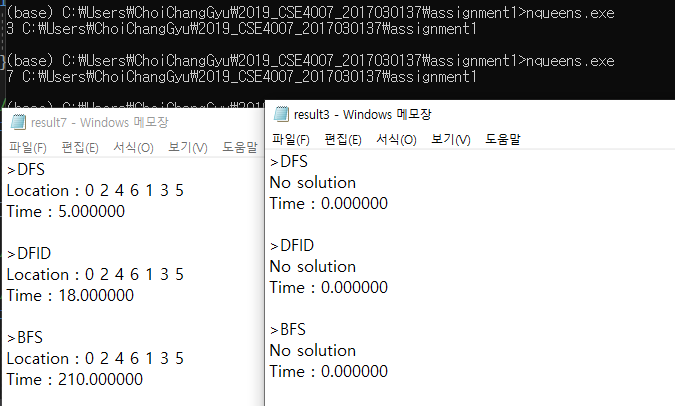 (base) C:₩Users₩ChoiChangGyu₩2019_CSE4007_2017030137₩assignment1>nqueens.exe
3 C:₩Users₩ChoiChangGyu₩2019_CSE4007_2017030137₩assignment1
(base) C:₩Users₩ChoiChangGyu₩2019_CSE4007_2017030137₩assignment1>nqueens.exe
7 C:₩Users₩ChoiChangGyu₩2019_CSE4007_2017030137₩assignment1
result7 - Windows 메모장
파일(F) 편집(E) 서식(O) 보기(V) 도움말
>DFS
Location : 0 2 4 6 1 3 5
Time : 5.000000
>DFID
Location : 0 2 4 6 1 3 5
Time : 18.000000
>BFS
Location : 0 2 4 6 1 3 5
Time : 210.000000
result3 - Windows 메모장
파일(F) 편집(E) 서식(O) 보기(V) 도움말
>DFS
No solution
Time : 0.000000
>DFID
No solution
Time : 0.000000
>BFS
No solution
Time : 0.000000